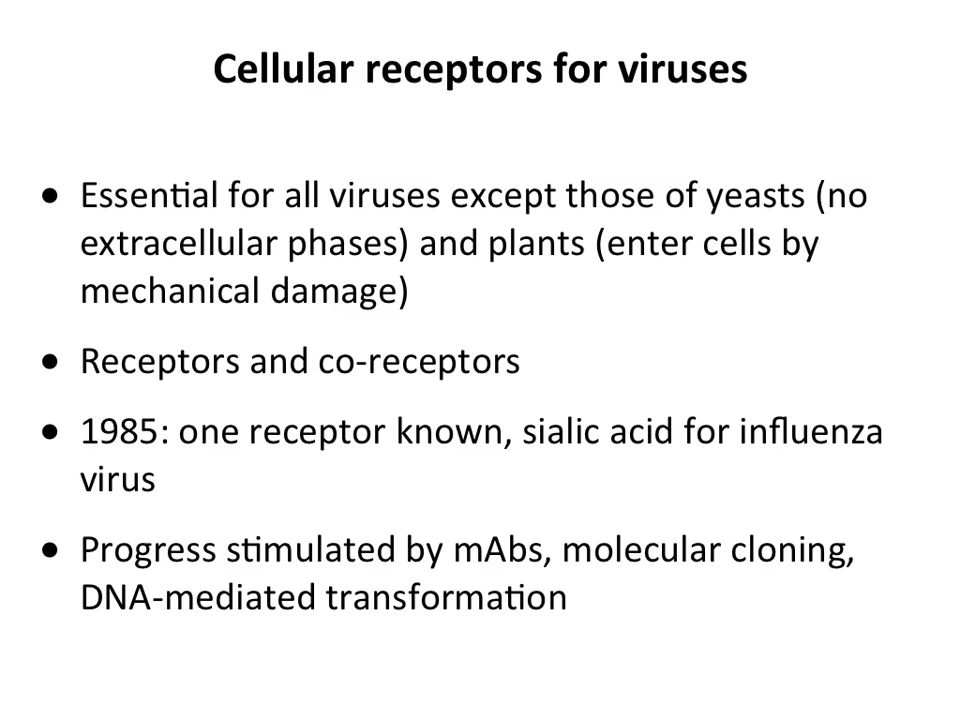 Cellular receptors for viruses
• Essential for all viruses except those of yeasts (no
extracellular phases) and plants (enter cells by
mechanical damage)
• Receptors and co-receptors
• 1985: one receptor known, sialic acid for influenza
virus
• Progress stimulated by mAbs, molecular cloning,
DNA-mediated transformation